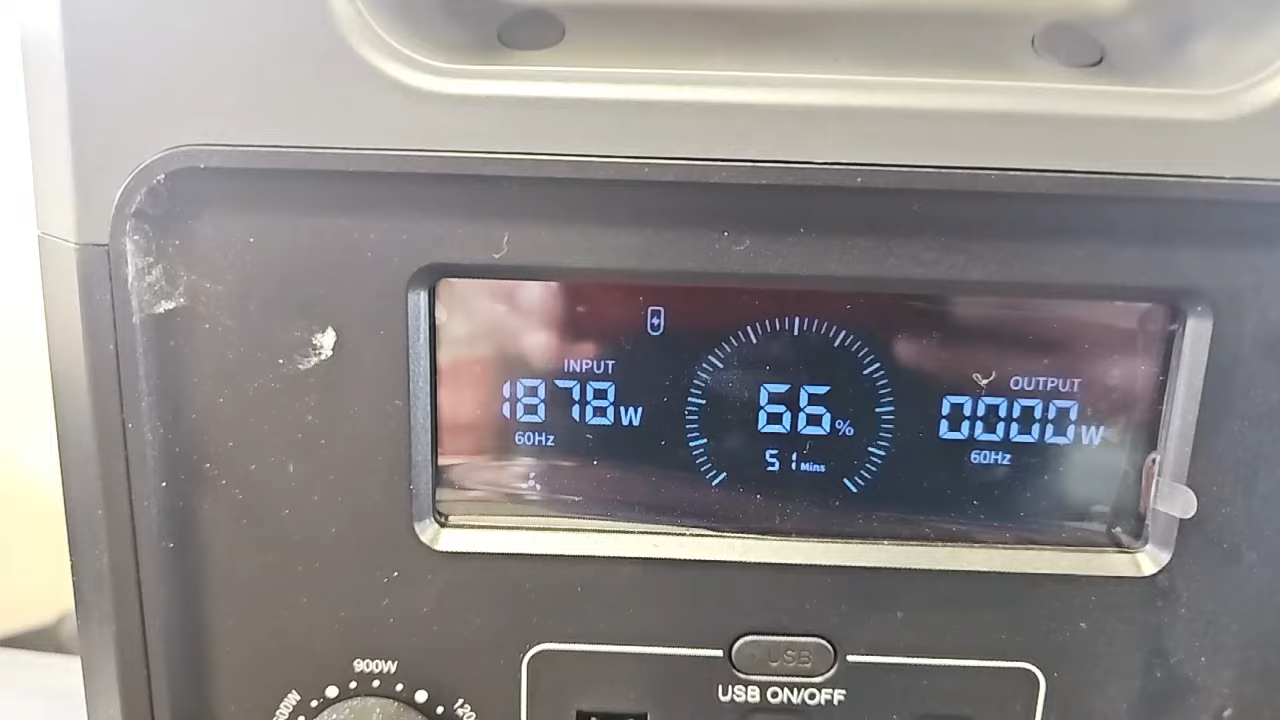 INPUT
1878W
60Hz
66%
51 Mins
OUTPUT
0000W
60Hz
900W
USB
USB ON/OFF